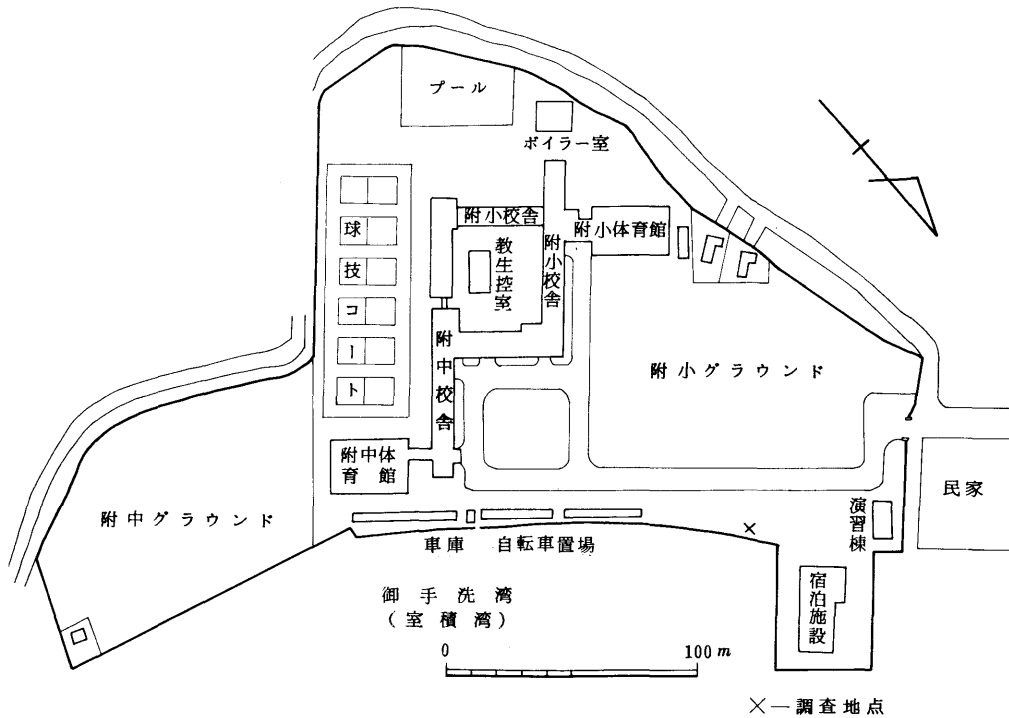 プール
ボイラー室
附小校舎
附小体育館
教生控室
附小校舎
球技コート
附中校舎
附小グラウンド
附中体
育館
附中グラウンド
民家
演習棟
車庫
自転車置場
宿泊施設
御手洗湾
(室積湾)
0
100m
×―調査地点